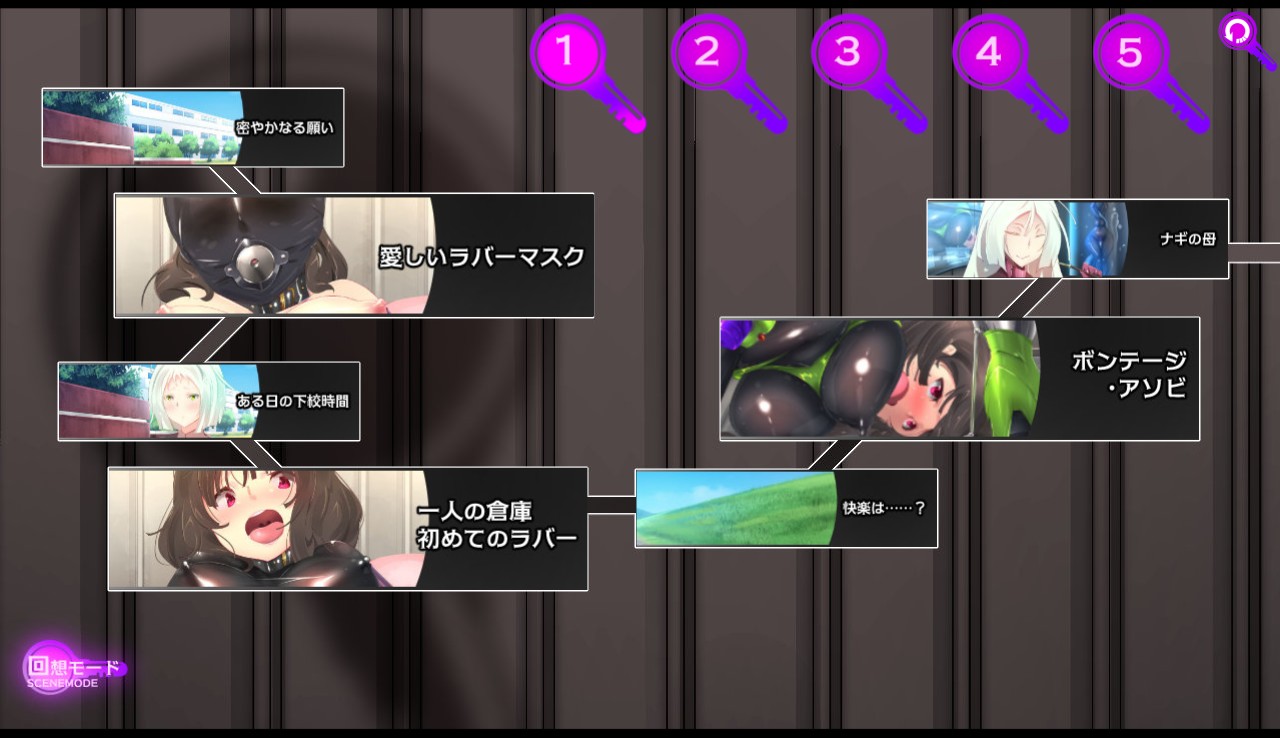 1
2
3
4
5
密やかなる願い
愛しいラバーマスク
ある日の下校時間
一人の倉庫
初めてのラバー
快楽は……？
ボンテージ
・アソビ
ナギの母
回想モード
SCENEMODE